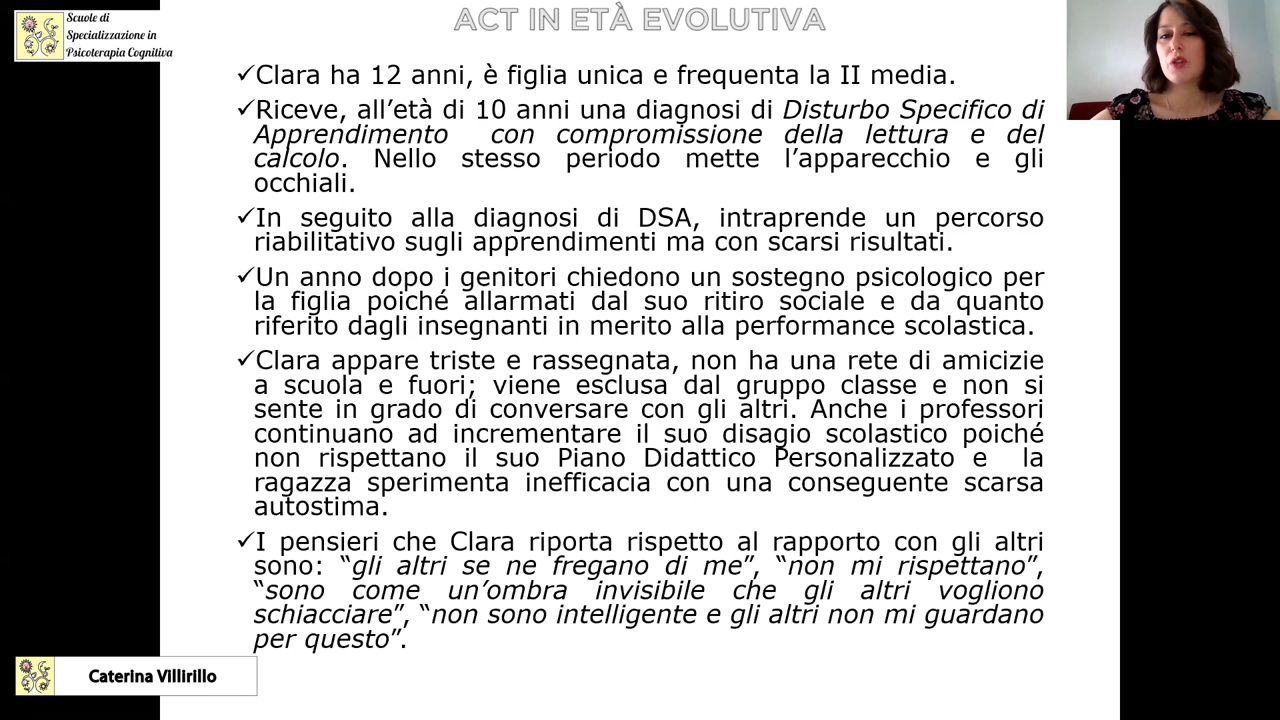 Scuole di
Specializzazione in
Psicoterapia Cognitiva
ACT IN ETÀ EVOLUTIVA
✓Clara ha 12 anni, è figlia unica e frequenta la II media.
✓Riceve, all’età di 10 anni una diagnosi di Disturbo Specifico di
Apprendimento con compromissione della lettura e del
calcolo. Nello stesso periodo mette l’apparecchio e gli
occhiali.
✓In seguito alla diagnosi di DSA, intraprende un percorso
riabilitativo sugli apprendimenti ma con scarsi risultati.
✓Un anno dopo i genitori chiedono un sostegno psicologico per
la figlia poiché allarmati dal suo ritiro sociale e da quanto
riferito dagli insegnanti in merito alla performance scolastica.
✓Clara appare triste e rassegnata, non ha una rete di amicizie
a scuola e fuori; viene esclusa dal gruppo classe e non si
sente in grado di conversare con gli altri. Anche i professori
continuano ad incrementare il suo disagio scolastico poiché
non rispettano il suo Piano Didattico Personalizzato e la
ragazza sperimenta inefficacia con una conseguente scarsa
autostima.
✓I pensieri che Clara riporta rispetto al rapporto con gli altri
sono: “gli altri se ne fregano di me”, “non mi rispettano”,
“sono come un’ombra invisibile che gli altri vogliono
schiacciare”, “non sono intelligente e gli altri non mi guardano
per questo”.
Caterina Villirillo